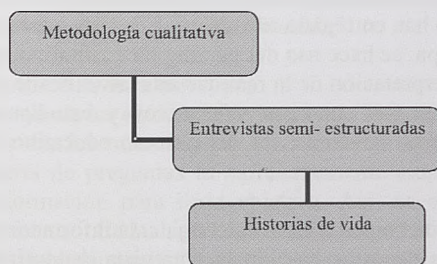 Metodología cualitativa
Entrevistas semi- estructuradas
Historias de vida